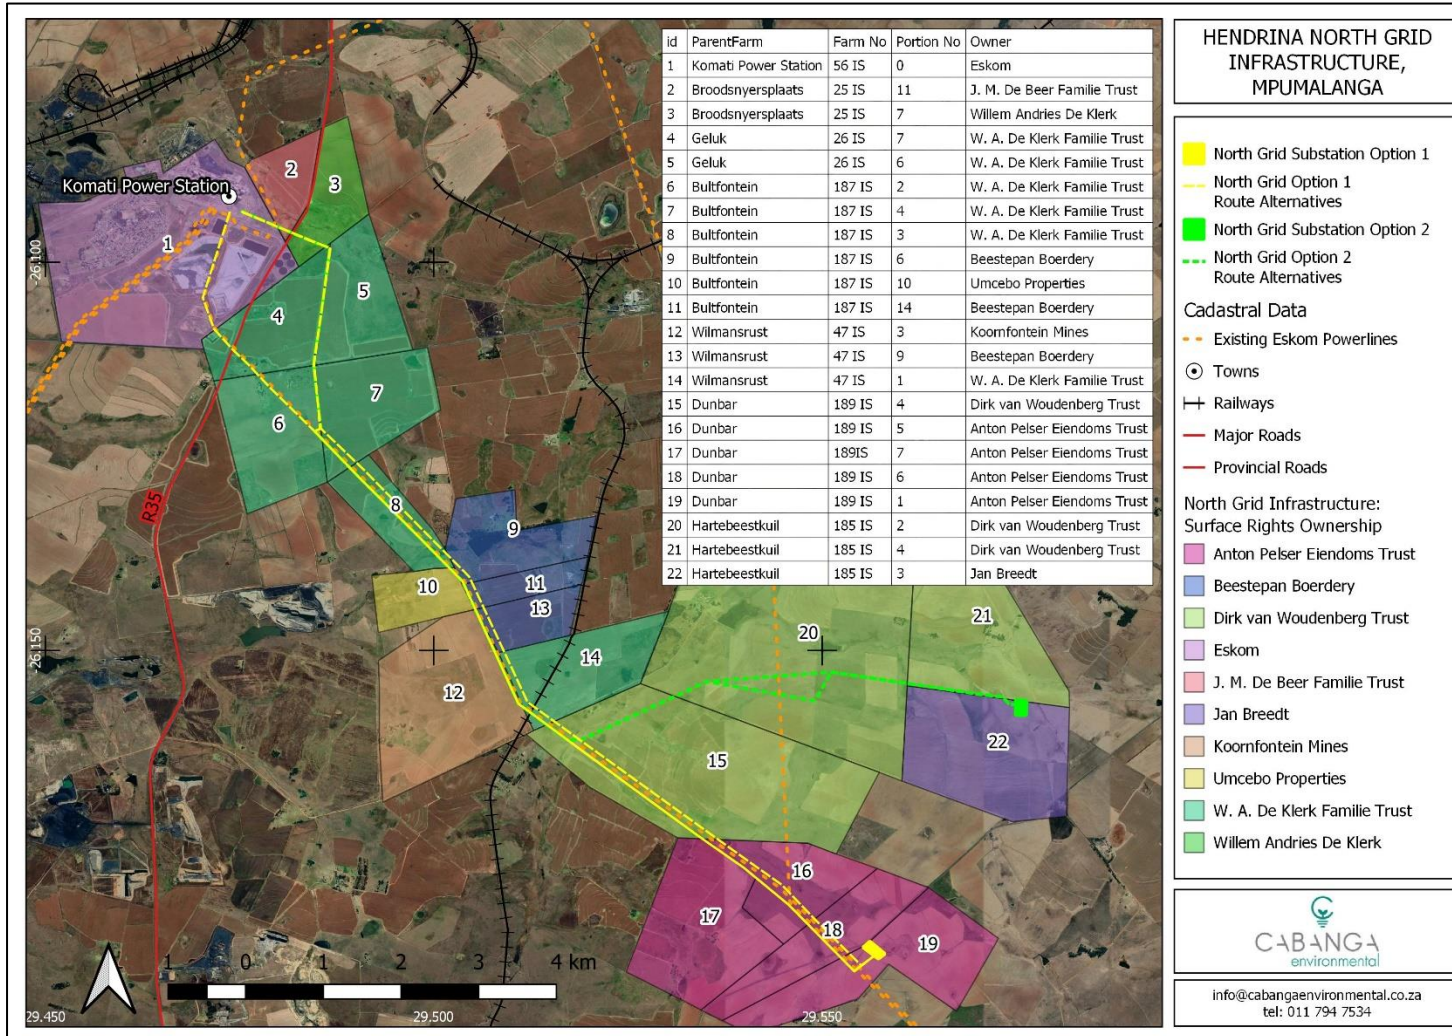 HENDRINA NORTH GRID
INFRASTRUCTURE,
MPUMALANGA
id ParentFarm Farm No Portion No Owner
1 Komati Power Station 56 IS 0 Eskom
2 Broodsnyersplaats 25 IS 11 J. M. De Beer Familie Trust
3 Broodsnyersplaats 25 IS 7 Willem Andries De Klerk
4 Geluk 26 IS 7 W. A. De Klerk Familie Trust
5 Geluk 26 IS 6 W. A. De Klerk Familie Trust
6 Bultfontein 187 IS 2 W. A. De Klerk Familie Trust
7 Bultfontein 187 IS 4 W. A. De Klerk Familie Trust
8 Bultfontein 187 IS 3 W. A. De Klerk Familie Trust
9 Bultfontein 187 IS 6 Beestepan Boerdery
10 Bultfontein 187 IS 10 Umcebo Properties
11 Bultfontein 187 IS 14 Beestepan Boerdery
12 Wilmansrust 47 IS 3 Koornfontein Mines
13 Wilmansrust 47 IS 9 Beestepan Boerdery
14 Wilmansrust 47 IS 1 W. A. De Klerk Familie Trust
15 Dunbar 189 IS 4 Dirk van Woudenberg Trust
16 Dunbar 189 IS 5 Anton Pelser Eiendoms Trust
17 Dunbar 189IS 7 Anton Pelser Eiendoms Trust
18 Dunbar 189 IS 6 Anton Pelser Eiendoms Trust
19 Dunbar 189 IS 1 Anton Pelser Eiendoms Trust
20 Hartebeestkuil 185 IS 2 Dirk van Woudenberg Trust
21 Hartebeestkuil 185 IS 4 Dirk van Woudenberg Trust
22 Hartebeestkuil 185 IS 3 Jan Breedt
North Grid Substation Option 1
North Grid Option 1
Route Alternatives
North Grid Substation Option 2
North Grid Option 2
Route Alternatives
Cadastral Data
Existing Eskom Powerlines
Towns
Railways
Major Roads
Provincial Roads
North Grid Infrastructure:
Surface Rights Ownership
Anton Pelser Eiendoms Trust
Beestepan Boerdery
Dirk van Woudenberg Trust
Eskom
J. M. De Beer Familie Trust
Jan Breedt
Koornfontein Mines
Umcebo Properties
W. A. De Klerk Familie Trust
Willem Andries De Klerk
CABANGA
environmental
info@cabangaenvironmental.co.za
tel: 011 794 7534
Komati Power Station
1
2
3
4
5
6
7
8
9
10
11
12
13
14
15
16
17
18
19
20
21
22
R35
-26.100
-26.150
1 0 1 2 3 4 km
29.450 29.500 29.550